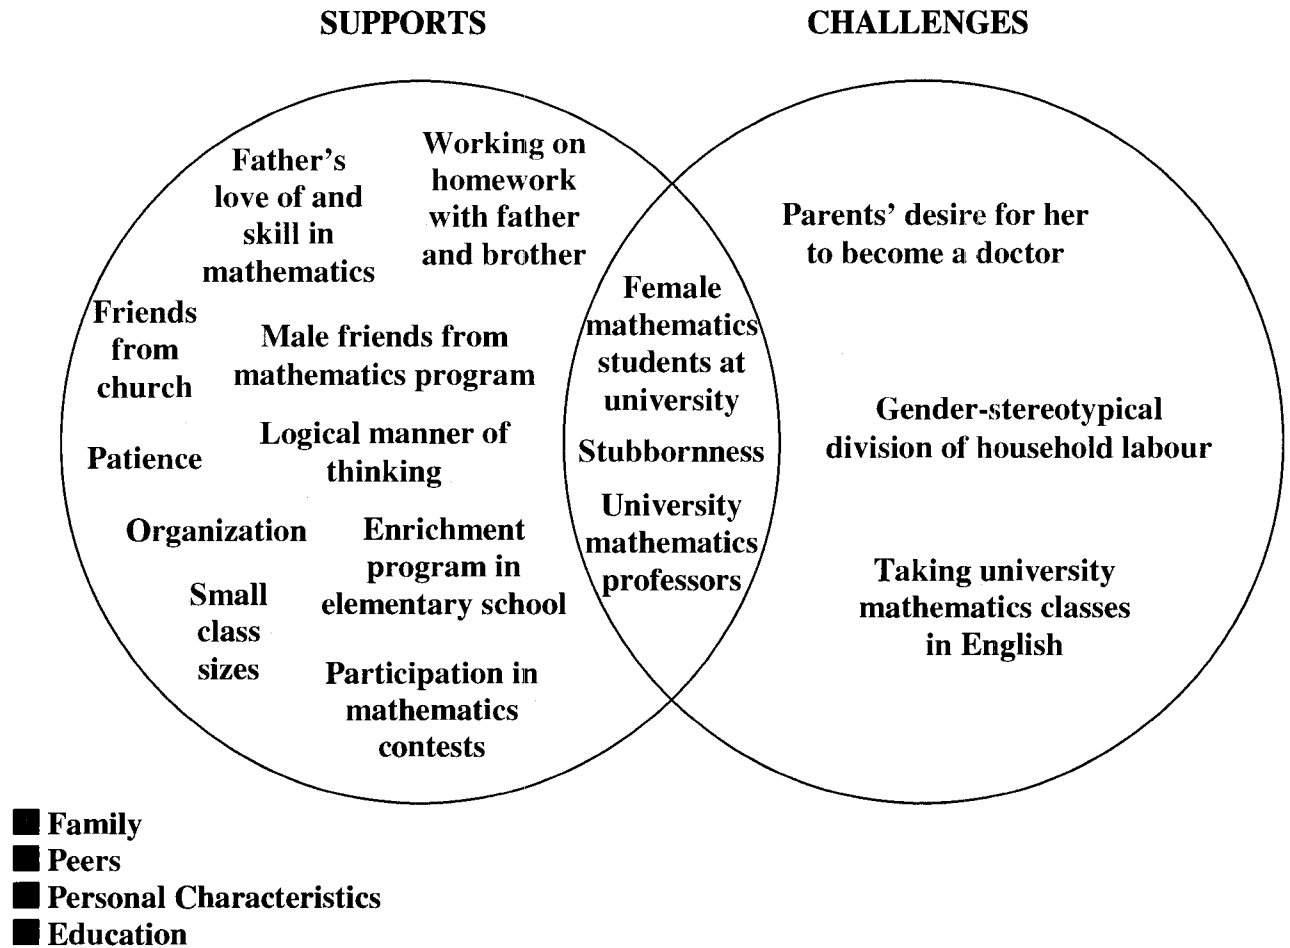 SUPPORTS
CHALLENGES
Father's
love of and
skill in
mathematics
Working on
homework
with father
and brother
Friends
from
church
Male friends from
mathematics program
Patience
Logical manner of
thinking
Organization
Enrichment
program in
elementary school
Small
class
sizes
Participation in
mathematics
contests
Female
mathematics
students at
university
Stubbornness
University
mathematics
professors
Parents' desire for her
to become a doctor
Gender-stereotypical
division of household labour
Taking university
mathematics classes
in English
Family
Peers
Personal Characteristics
Education